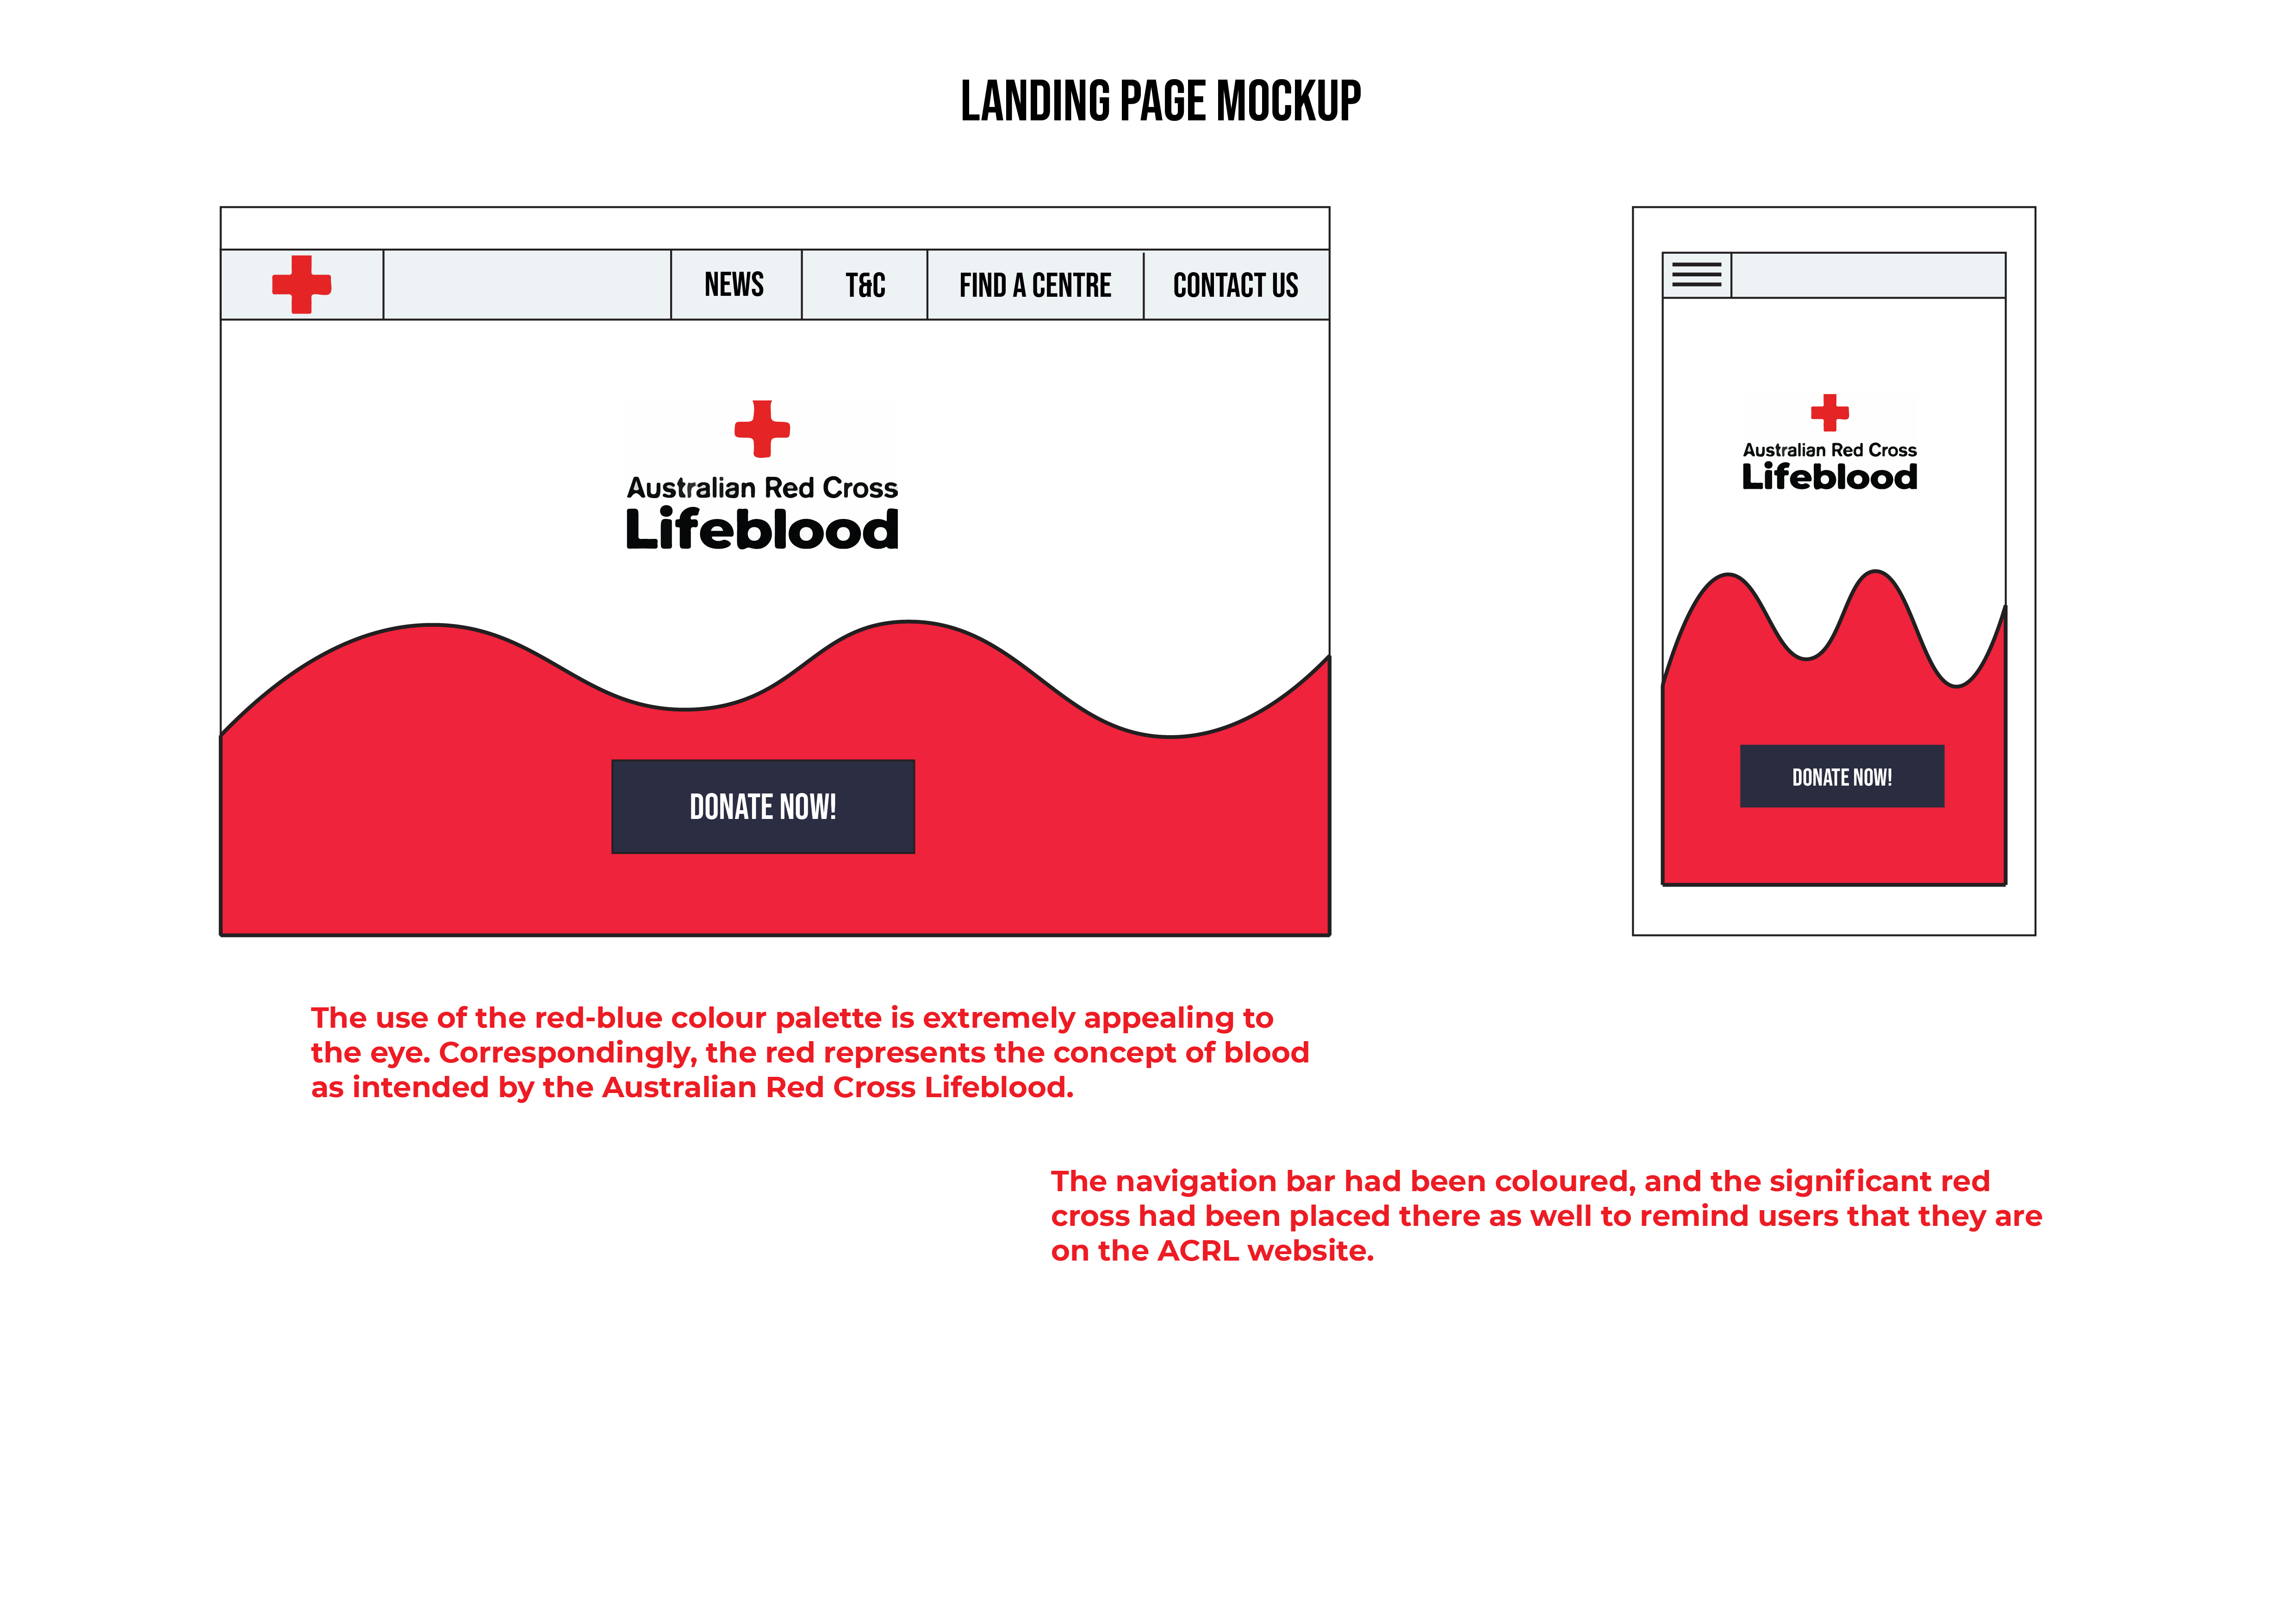 LANDING PAGE MOCKUP
NEWS
T&C
FIND A CENTRE
CONTACT US
Australian Red Cross
Lifeblood
DONATE NOW!
Australian Red Cross
Lifeblood
DONATE NOW!
The use of the red-blue colour palette is extremely appealing to
the eye. Correspondingly, the red represents the concept of blood
as intended by the Australian Red Cross Lifeblood.
The navigation bar had been coloured, and the significant red
cross had been placed there as well to remind users that they are
on the ACRL website.